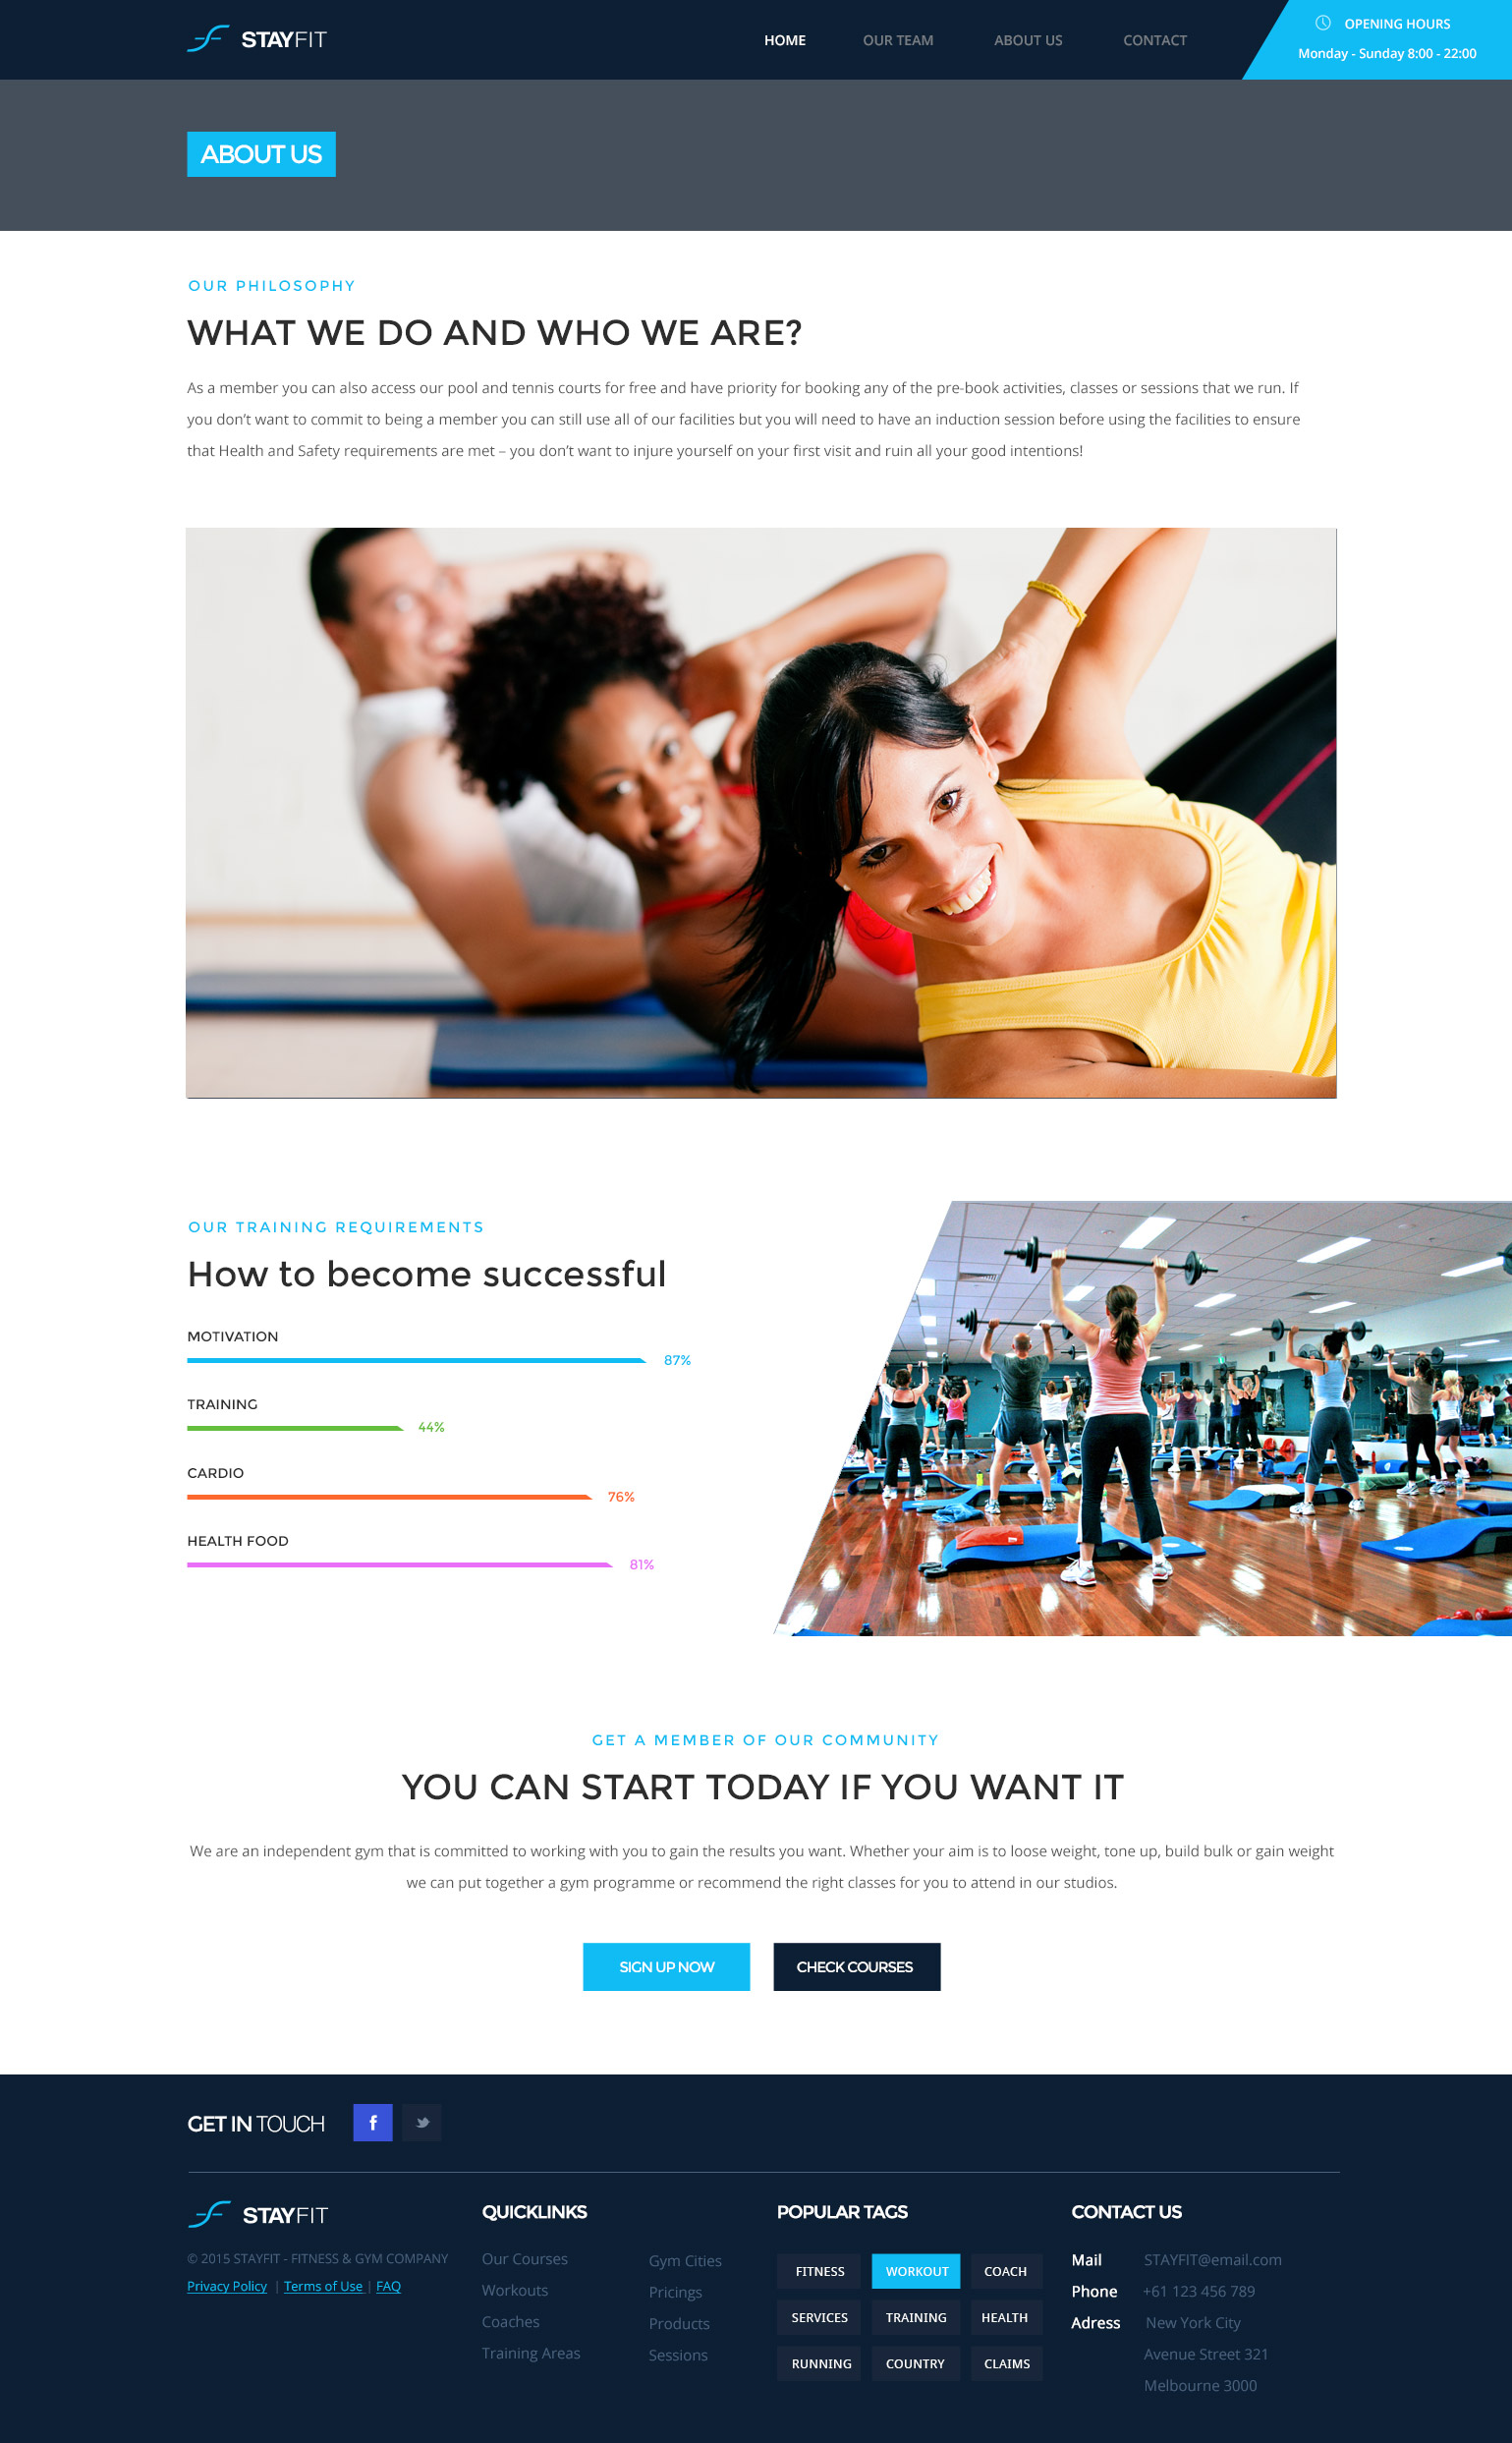 STAYFIT
HOME OUR TEAM ABOUT US CONTACT
OPENING HOURS
Monday - Sunday 8:00 - 22:00
ABOUT US
OUR PHILOSOPHY
WHAT WE DO AND WHO WE ARE?
As a member you can also access our pool and tennis courts for free and have priority for booking any of the pre-book activities, classes or sessions that we run. If
you don’t want to commit to being a member you can still use all of our facilities but you will need to have an induction session before using the facilities to ensure
that Health and Safety requirements are met – you don’t want to injure yourself on your first visit and ruin all your good intentions!
OUR TRAINING REQUIREMENTS
How to become successful
MOTIVATION
87%
TRAINING
44%
CARDIO
76%
HEALTH FOOD
81%
GET A MEMBER OF OUR COMMUNITY
YOU CAN START TODAY IF YOU WANT IT
We are an independent gym that is committed to working with you to gain the results you want. Whether your aim is to loose weight, tone up, build bulk or gain weight
we can put together a gym programme or recommend the right classes for you to attend in our studios.
SIGN UP NOW CHECK COURSES
GET IN TOUCH
STAYFIT
© 2015 STAYFIT - FITNESS & GYM COMPANY
Privacy Policy | Terms of Use | FAQ
QUICKLINKS
Our Courses
Workouts
Coaches
Training Areas
Gym Cities
Pricings
Products
Sessions
POPULAR TAGS
FITNESS WORKOUT COACH
SERVICES TRAINING HEALTH
RUNNING COUNTRY CLAIMS
CONTACT US
Mail STAYFIT@email.com
Phone +61 123 456 789
Adress New York City
Avenue Street 321
Melbourne 3000